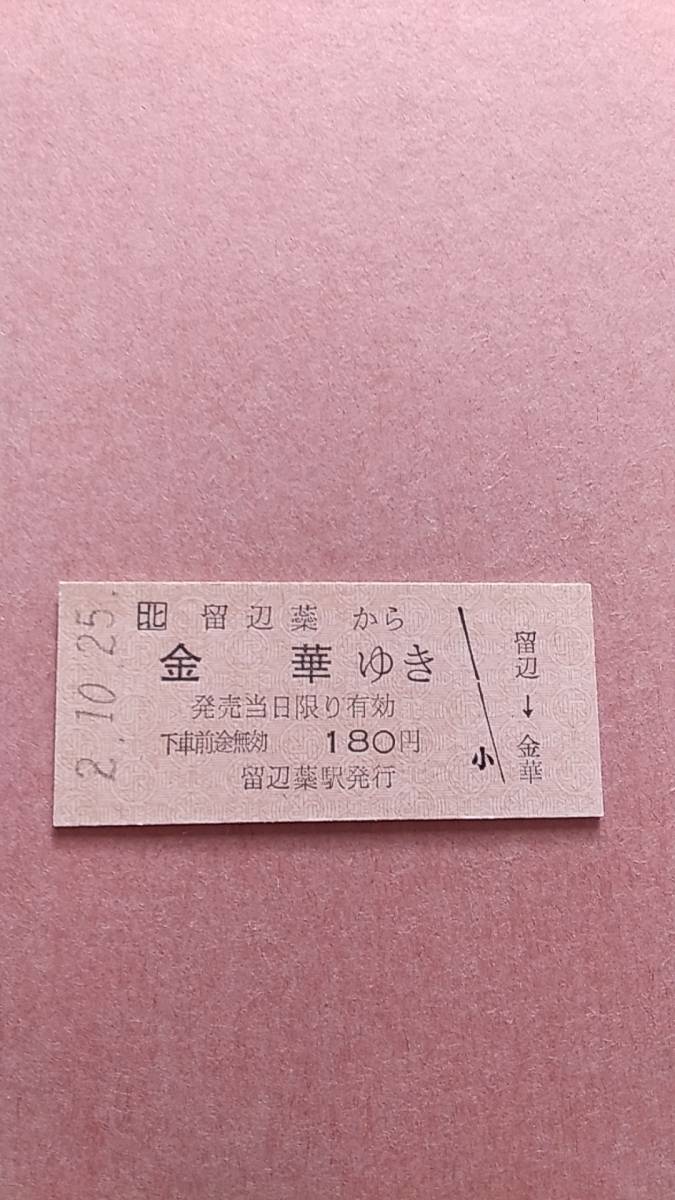 2.10.25.
北 留辺蘂 から
金華ゆき
発売当日限り有効
下車前途無効 180円
留辺蘂駅発行
小
留辺→金華